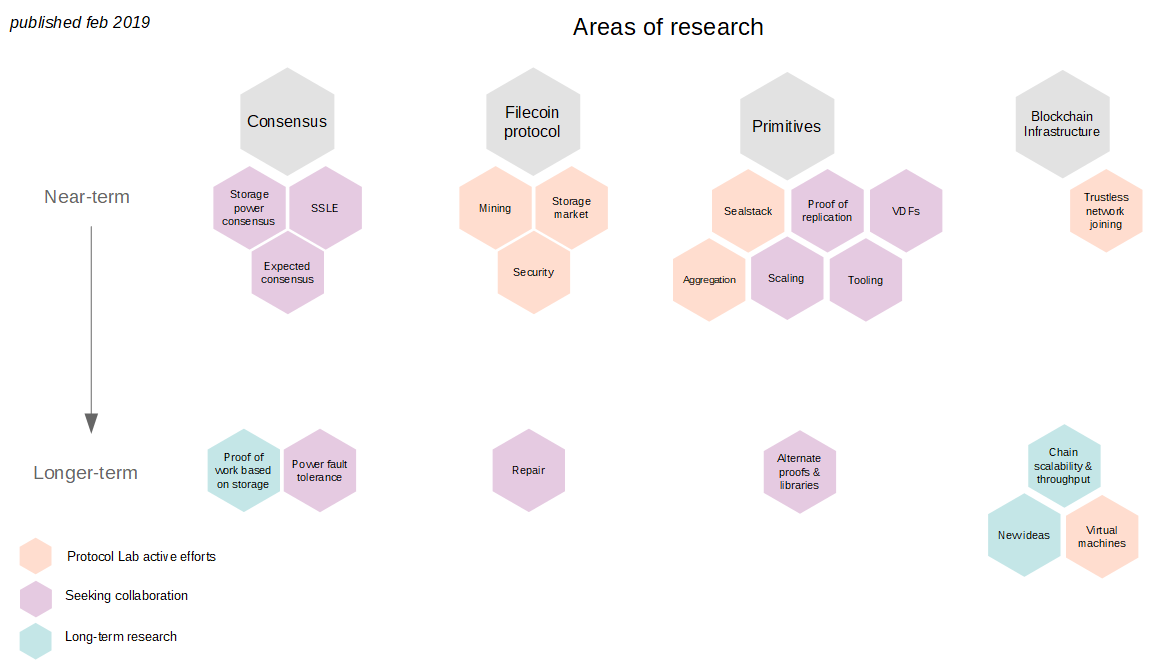 published feb 2019
Areas of research
Consensus
Filecoin
protocol
Primitives
Blockchain
Infrastructure
Near-term
Storage
power
consensus
SSLE
Expected
consensus
Mining
Storage
market
Security
Sealstack
Proof of
replication
VDFs
Aggregation
Scaling
Tooling
Trustless
network
joining
Longer-term
Proof of
work based
on storage
Power fault
tolerance
Repair
Alternate
proofs &
libraries
Chain
scalability &
throughput
New ideas
Virtual
machines
Protocol Lab active efforts
Seeking collaboration
Long-term research